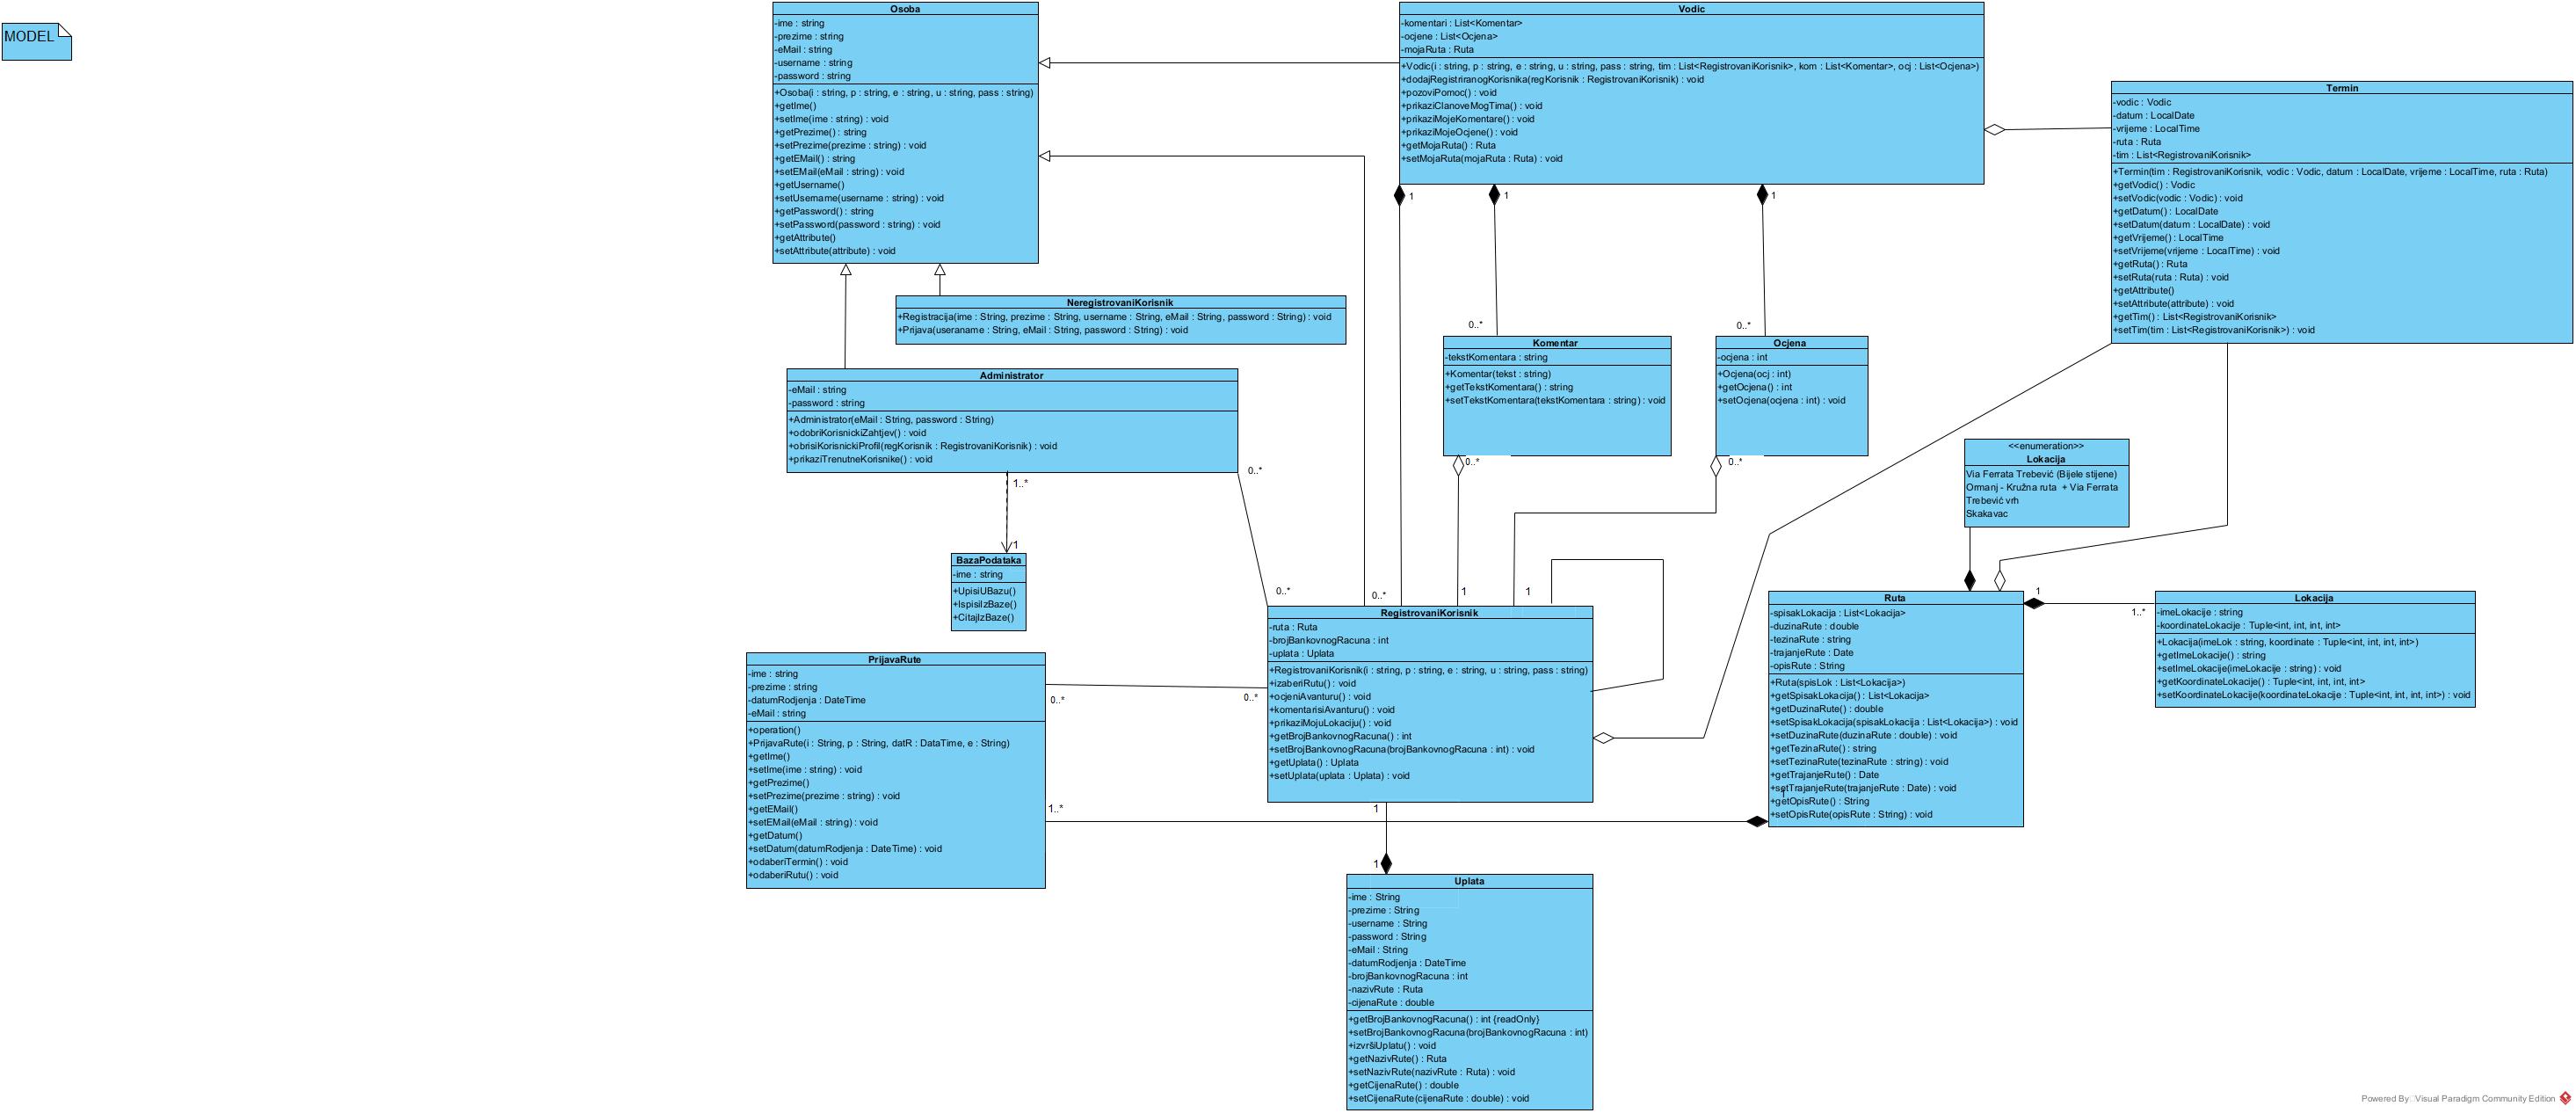 MODEL
Osoba
-ime : string
-prezime : string
-eMail : string
-username : string
-password : string
+Osoba(i : string, p : string, e : string, u : string, pass : string)
+getIme()
+setIme(ime : string) : void
+getPrezime() : string
+setPrezime(prezime : string) : void
+getEMail() : string
+setEMail(eMail : string) : void
+getUsername()
+setUsername(username : string) : void
+getPassword() : string
+setPassword(password : string) : void
+getAttribute()
+setAttribute(attribute) : void
Vodic
-komentari : List<Komentar>
-ocjene : List<Ocjena>
-mojaRuta : Ruta
+Vodic(i : string, p : string, e : string, u : string, pass : string, tim : List<RegistrovaniKorisnik>, kom : List<Komentar>, ocj : List<Ocjena>)
+dodajRegistriranogKorisnika(regKorisnik : RegistrovaniKorisnik) : void
+pozoviPomoc() : void
+prikaziClanoveMogTima() : void
+prikaziMojeKomentare() : void
+prikaziMojeOcjene() : void
+getMojaRuta() : Ruta
+setMojaRuta(mojaRuta : Ruta) : void
1
1
1
Termin
-vodic : Vodic
-datum : LocalDate
-vrijeme : LocalTime
-ruta : Ruta
-tim : List<RegistrovaniKorisnik>
+Termin(tim : RegistrovaniKorisnik, vodic : Vodic, datum : LocalDate, vrijeme : LocalTime, ruta : Ruta)
+getVodic() : Vodic
+setVodic(vodic : Vodic) : void
+getDatum() : LocalDate
+setDatum(datum : LocalDate) : void
+getVrijeme() : LocalTime
+setVrijeme(vrijeme : LocalTime) : void
+getRuta() : Ruta
+setRuta(ruta : Ruta) : void
+getAttribute()
+setAttribute(attribute) : void
+getTim() : List<RegistrovaniKorisnik>
+setTim(tim : List<RegistrovaniKorisnik>) : void
NeregistrovaniKorisnik
+Registracija(ime : String, prezime : String, username : String, eMail : String, password : String) : void
+Prijava(useraname : String, eMail : String, password : String) : void
0..*
0..*
Komentar
-tekstKomentara : string
+Komentar(tekst : string)
+getTekstKomentara() : string
+setTekstKomentara(tekstKomentara : string) : void
0..*
Ocjena
-ocjena : int
+Ocjena(ocj : int)
+getOcjena() : int
+setOcjena(ocjena : int) : void
0..*
Administrator
-eMail : string
-password : string
+Administrator(eMail : String, password : String)
+odobriKorisnickiZahtjev() : void
+obrisiKorisnickiProfil(regKorisnik : RegistrovaniKorisnik) : void
+prikaziTrenutneKorisnike() : void
0..*
1..*
1
<<enumeration>>
Lokacija
Via Ferrata Trebević (Bijele stijene)
Ormanj - Kružna ruta + Via Ferrata
Trebević vrh
Skakavac
BazaPodataka
-ime : string
+UpisiUBazu()
+IspisiIzBaze()
+CitajIzBaze()
0..*
0..*
1
1
RegistrovaniKorisnik
-ruta : Ruta
-brojBankovnogRacuna : int
-uplata : Uplata
+RegistrovaniKorisnik(i : string, p : string, e : string, u : string, pass : string)
+izaberiRutu() : void
+ocjeniAvanturu() : void
+komentarisiAvanturu() : void
+prikaziMojuLokaciju() : void
+getBrojBankovnogRacuna() : int
+setBrojBankovnogRacuna(brojBankovnogRacuna : int) : void
+getUplata() : Uplata
+setUplata(uplata : Uplata) : void
Ruta
-spisakLokacija : List<Lokacija>
-duzinaRute : double
-tezinaRute : string
-trajanjeRute : Date
-opisRute : String
+Ruta(spisLok : List<Lokacija>)
+getSpisakLokacija() : List<Lokacija>
+getDuzinaRute() : double
+setSpisakLokacija(spisakLokacija : List<Lokacija>) : void
+setDuzinaRute(duzinaRute : double) : void
+getTezinaRute() : string
+setTezinaRute(tezinaRute : string) : void
+getTrajanjeRute() : Date
+setTrajanjeRute(trajanjeRute : Date) : void
1
+getOpisRute() : String
+setOpisRute(opisRute : String) : void
1
1..*
Lokacija
-imeLokacije : string
-koordinateLokacije : Tuple<int, int, int, int>
+Lokacija(imeLok : string, koordinate : Tuple<int, int, int, int>)
+getImeLokacije() : string
+setImeLokacije(imeLokacije : string) : void
+getKoordinateLokacije() : Tuple<int, int, int, int>
+setKoordinateLokacije(koordinateLokacije : Tuple<int, int, int, int>) : void
PrijavaRute
-ime : string
-prezime : string
-datumRodjenja : DateTime
-eMail : string
+operation()
+PrijavaRute(i : String, p : String, datR : DataTime, e : String)
+getIme()
+setIme(ime : string) : void
+getPrezime()
+setPrezime(prezime : string) : void
+getEMail()
+setEMail(eMail : string) : void
+getDatum()
+setDatum(datumRodjenja : DateTime) : void
+odaberiTermin() : void
+odaberiRutu() : void
0..*
0..*
1..*
1
1
Uplata
-ime : String
-prezime : String
-username : String
-password : String
-eMail : String
-datumRodjenja : DateTime
-brojBankovnogRacuna : int
-nazivRute : Ruta
-cijenaRute : double
+getBrojBankovnogRacuna() : int {readOnly}
+setBrojBankovnogRacuna(brojBankovnogRacuna : int)
+izvršiUplatu() : void
+getNazivRute() : Ruta
+setNazivRute(nazivRute : Ruta) : void
+getCijenaRute() : double
+setCijenaRute(cijenaRute : double) : void
Powered By Visual Paradigm Community Edition